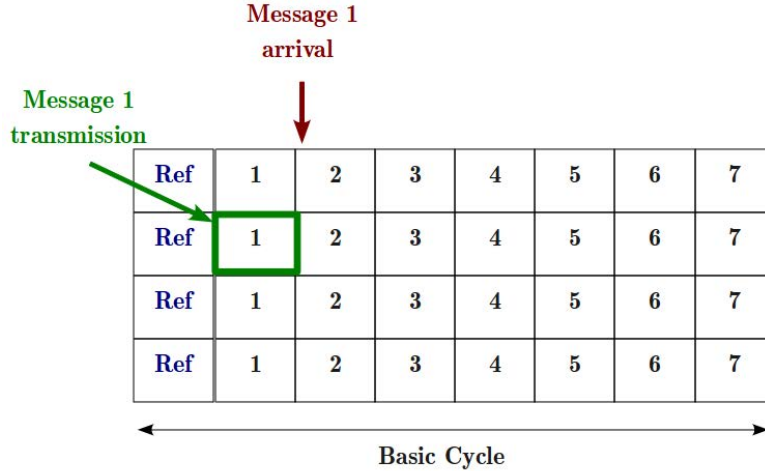 Message 1
arrival
Message 1
transmission
Ref 1 2 3 4 5 6 7
Ref 1 2 3 4 5 6 7
Ref 1 2 3 4 5 6 7
Ref 1 2 3 4 5 6 7
Basic Cycle